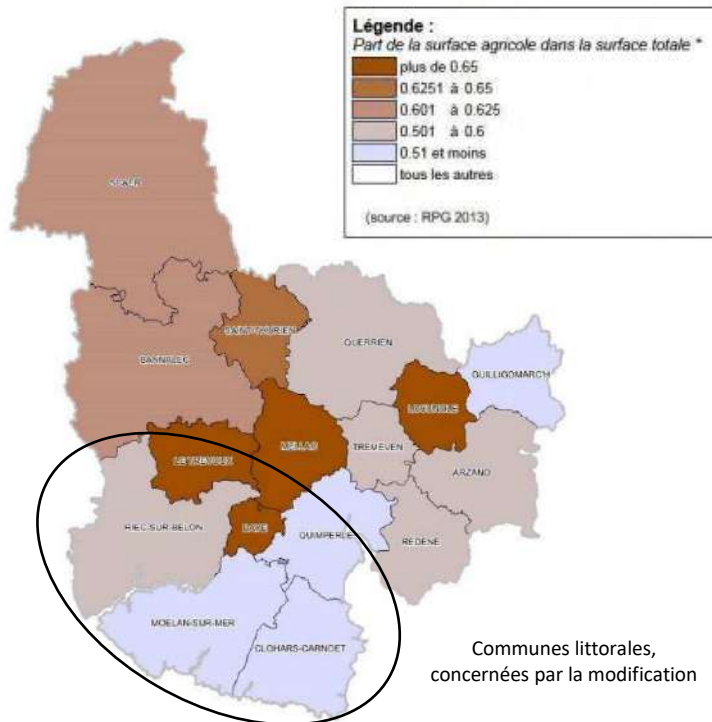 Légende :
Part de la surface agricole dans la surface totale *
plus de 0.65
0.6251 à 0.65
0.601 à 0.625
0.501 à 0.6
0.51 et moins
tous les autres
(source : RPG 2013)
SCAER
SAINT-THURIEN
GUERRIEN
BANNALEC
GUILLIGOMARCH
LOCUNOLE
MELLAC
TREMEVEN
LE TREVOUX
ARZANO
RIEC-SUR-BELON
BAYE
QUIMPERLE
REDENE
MOELAN-SUR-MER
CLOHARS-CARNOET
Communes littorales,
concernées par la modification